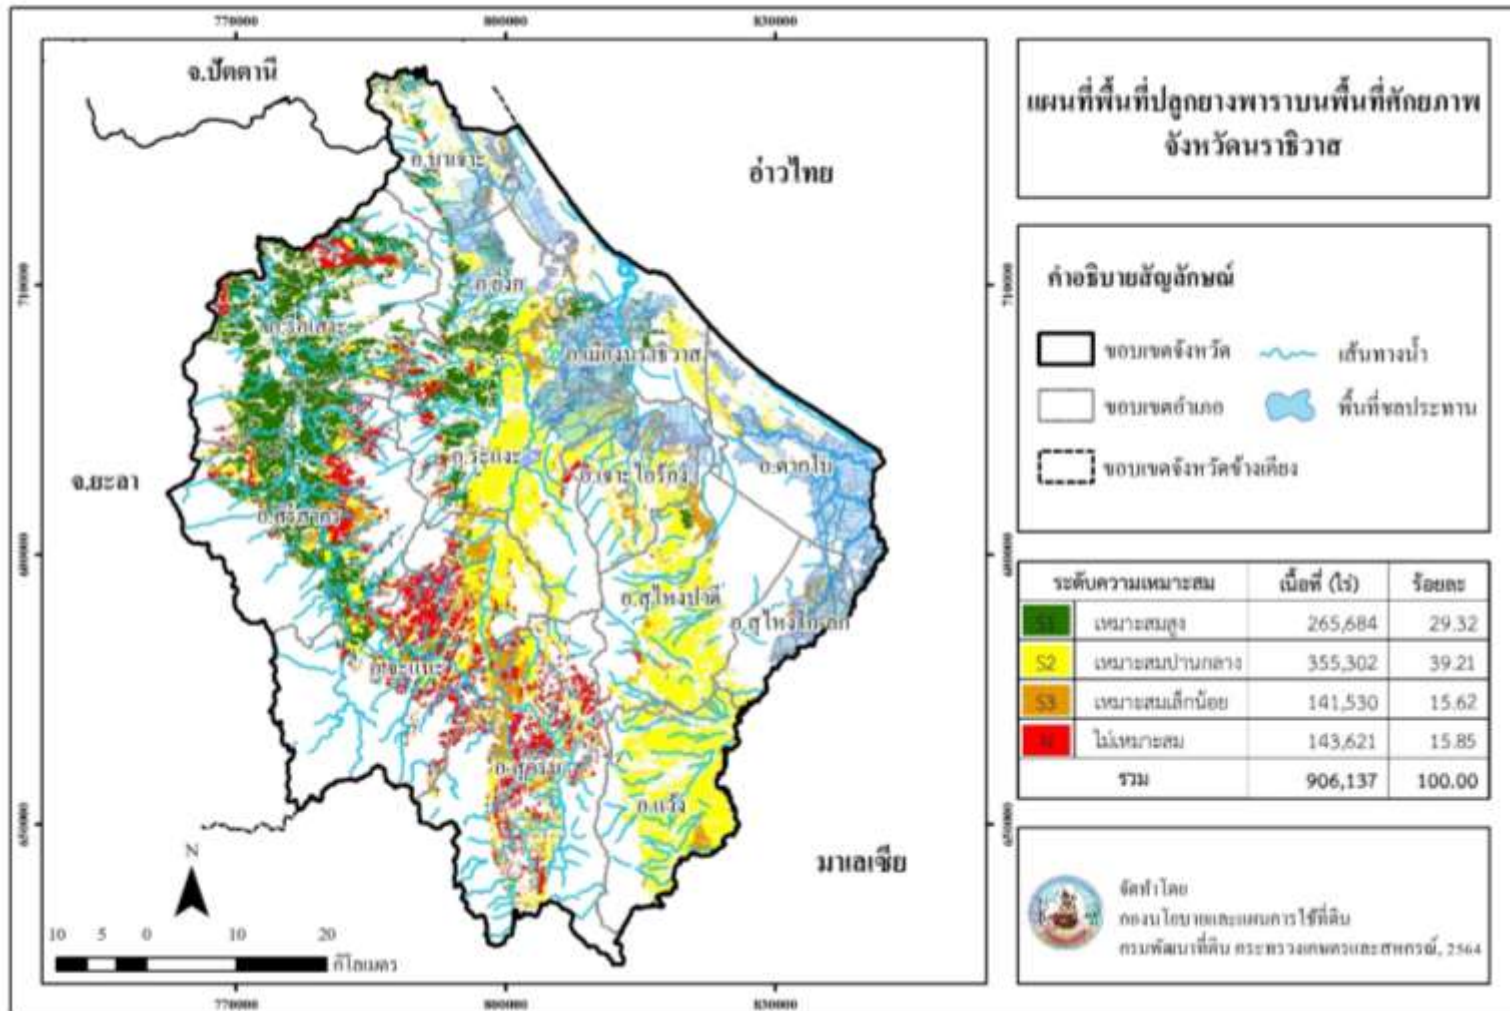 770000 800000 830000
แผนที่พื้นที่ปลูกยางพาราบนพื้นที่ศักยภาพ
จังหวัดนราธิวาส
จ.ปัตตานี
อ่าวไทย
อ.บาเจาะ
อ.ยี่งอ
อ.รือเสาะ
อ.เมืองนราธิวาส
อ.ระแงะ
อ.เจาะไอร้อง
อ.ตากใบ
จ.ยะลา
อ.ศรีสาคร
อ.สุไหงปาดี
อ.สุไหงโก-ลก
อ.จะแนะ
อ.สุคิริน
อ.แว้ง
มาเลเซีย
710000 710000
680000 680000
650000 650000
N
10 5 0 10 20
กิโลเมตร
770000 800000 830000
คำอธิบายสัญลักษณ์
ขอบเขตจังหวัด เส้นทางน้ำ
ขอบเขตอำเภอ พื้นที่ชลประทาน
ขอบเขตจังหวัดข้างเคียง
ระดับความเหมาะสม เนื้อที่ (ไร่) ร้อยละ
S1 เหมาะสมสูง 265,684 29.32
S2 เหมาะสมปานกลาง 355,302 39.21
S3 เหมาะสมเล็กน้อย 141,530 15.62
N ไม่เหมาะสม 143,621 15.85
รวม 906,137 100.00
จัดทำโดย
กองนโยบายและแผนการใช้ที่ดิน
กรมพัฒนาที่ดิน กระทรวงเกษตรและสหกรณ์, 2564